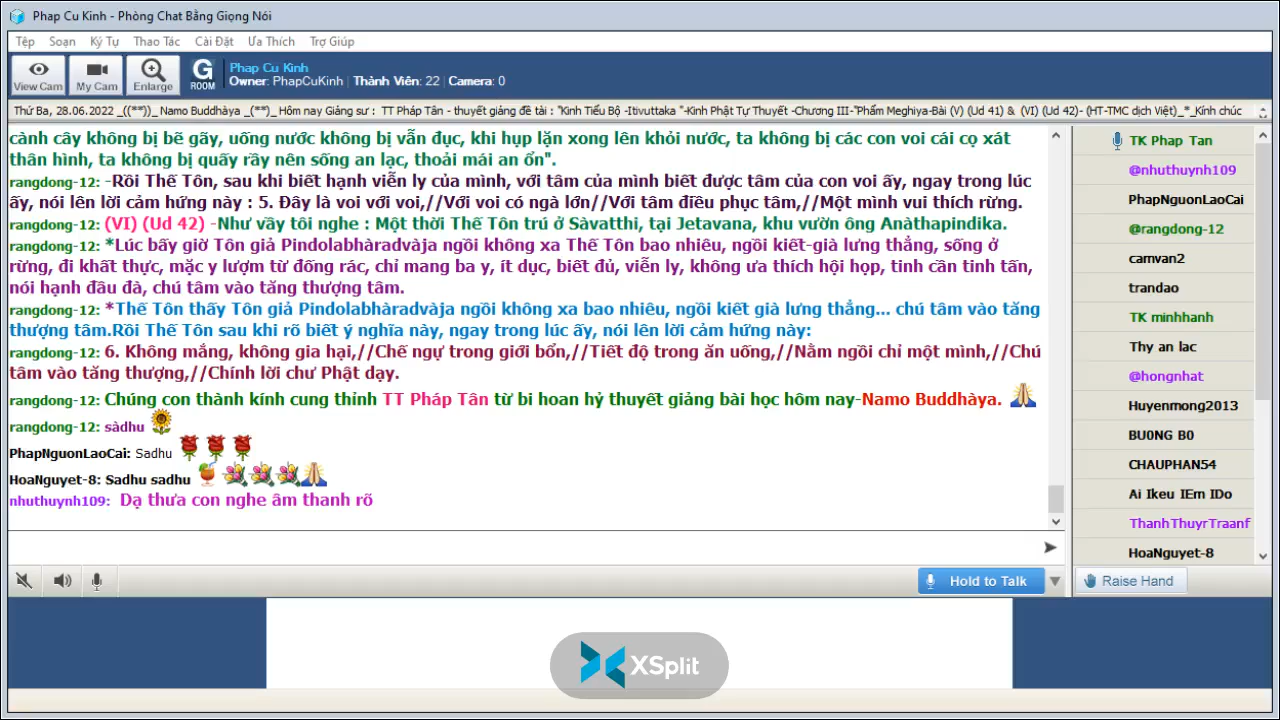 Phap Cu Kinh - Phòng Chat Bằng Giọng Nói
Tệp Soạn Ký Tự Thao Tác Cài Đặt Ưa Thích Trợ Giúp
View Cam
My Cam
Enlarge
G ROOM
Phap Cu Kinh
Owner: PhapCuKinh | Thành Viên: 22 | Camera: 0
Thứ Ba, 28.06.2022 _((**))_ Namo Buddhàya _(**)_ Hôm nay Giảng sư : TT Pháp Tân - thuyết giảng đề tài : "Kinh Tiểu Bộ -Itivuttaka "-Kinh Phật Tự Thuyết -Chương III-"Phẩm Meghiya-Bài (V) (Ud 41) & (VI) (Ud 42)- (HT-TMC dịch Việt)_*_Kính chúc
cành cây không bị bẽ gãy, uống nước không bị vẫn đục, khi hụp lặn xong lên khỏi nước, ta không bị các con voi cái cọ xát
thân hình, ta không bị quấy rầy nên sống an lạc, thoải mái an ổn".
rangdong-12: -Rồi Thế Tôn, sau khi biết hạnh viễn ly của mình, với tâm của mình biết được tâm của con voi ấy, ngay trong lúc
ấy, nói lên lời cảm hứng này : 5. Đây là voi với voi,//Với voi có ngà lớn//Với tâm điều phục tâm,//Một mình vui thích rừng.
rangdong-12: (VI) (Ud 42) -Như vầy tôi nghe : Một thời Thế Tôn trú ở Sàvatthi, tại Jetavana, khu vườn ông Anàthapindika.
rangdong-12: *Lúc bấy giờ Tôn giả Pindolabhàradvàja ngồi không xa Thế Tôn bao nhiêu, ngồi kiết-già lưng thẳng, sống ở
rừng, đi khất thực, mặc y lượm từ đống rác, chỉ mang ba y, ít dục, biết đủ, viễn ly, không ưa thích hội họp, tinh cần tinh tấn,
nói hạnh đầu đà, chú tâm vào tăng thượng tâm.
rangdong-12: *Thế Tôn thấy Tôn giả Pindolabhàradvàja ngồi không xa bao nhiêu, ngồi kiết già lưng thẳng... chú tâm vào tăng
thượng tâm.Rồi Thế Tôn sau khi rõ biết ý nghĩa này, ngay trong lúc ấy, nói lên lời cảm hứng này:
rangdong-12: 6. Không mắng, không gia hại,//Chế ngự trong giới bổn,//Tiết độ trong ăn uống,//Nằm ngồi chỉ một mình,//Chú
tâm vào tăng thượng,//Chính lời chư Phật dạy.
rangdong-12: Chúng con thành kính cung thỉnh TT Pháp Tân từ bi hoan hỷ thuyết giảng bài học hôm nay-Namo Buddhàya.
rangdong-12: sàdhu
PhapNguonLaoCai: Sadhu
HoaNguyet-8: Sadhu sadhu
nhuthuynh109: Dạ thưa con nghe âm thanh rõ
TK Phap Tan
@nhuthuynh109
PhapNguonLaoCai
@rangdong-12
camvan2
trandao
TK minhhanh
Thy an lac
@hongnhat
Huyenmong2013
BU0NG B0
CHAUPHAN54
Ai Ikeu IEm IDo
ThanhThuyrTraanf
HoaNguyet-8
Hold to Talk
Raise Hand
XSplit